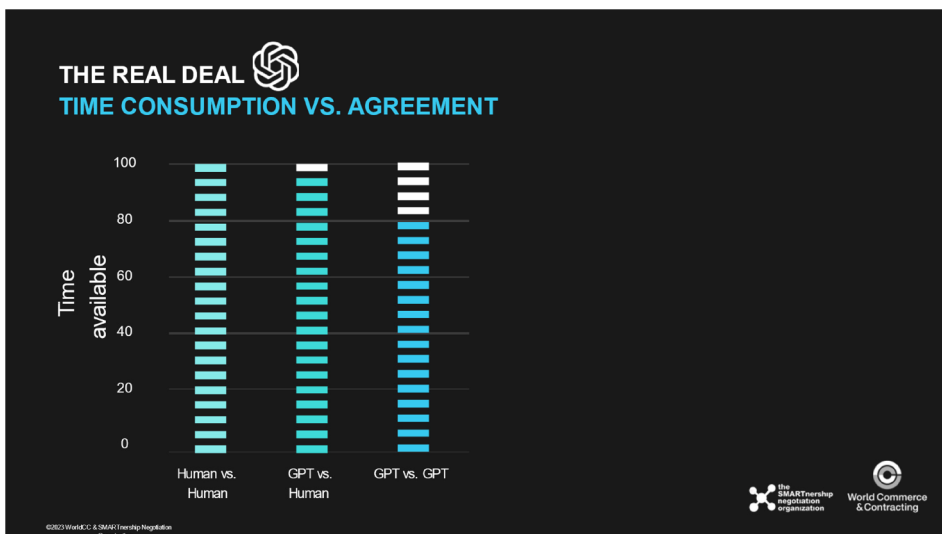 THE REAL DEAL
TIME CONSUMPTION VS. AGREEMENT
100
80
60
40
20
0
Time
available
Human vs.
Human
GPT vs.
Human
GPT vs. GPT
the
SMARTnership
negotiation
organization
World Commerce
& Contracting
©2023 WorldCC & SMARTnership Negotiation